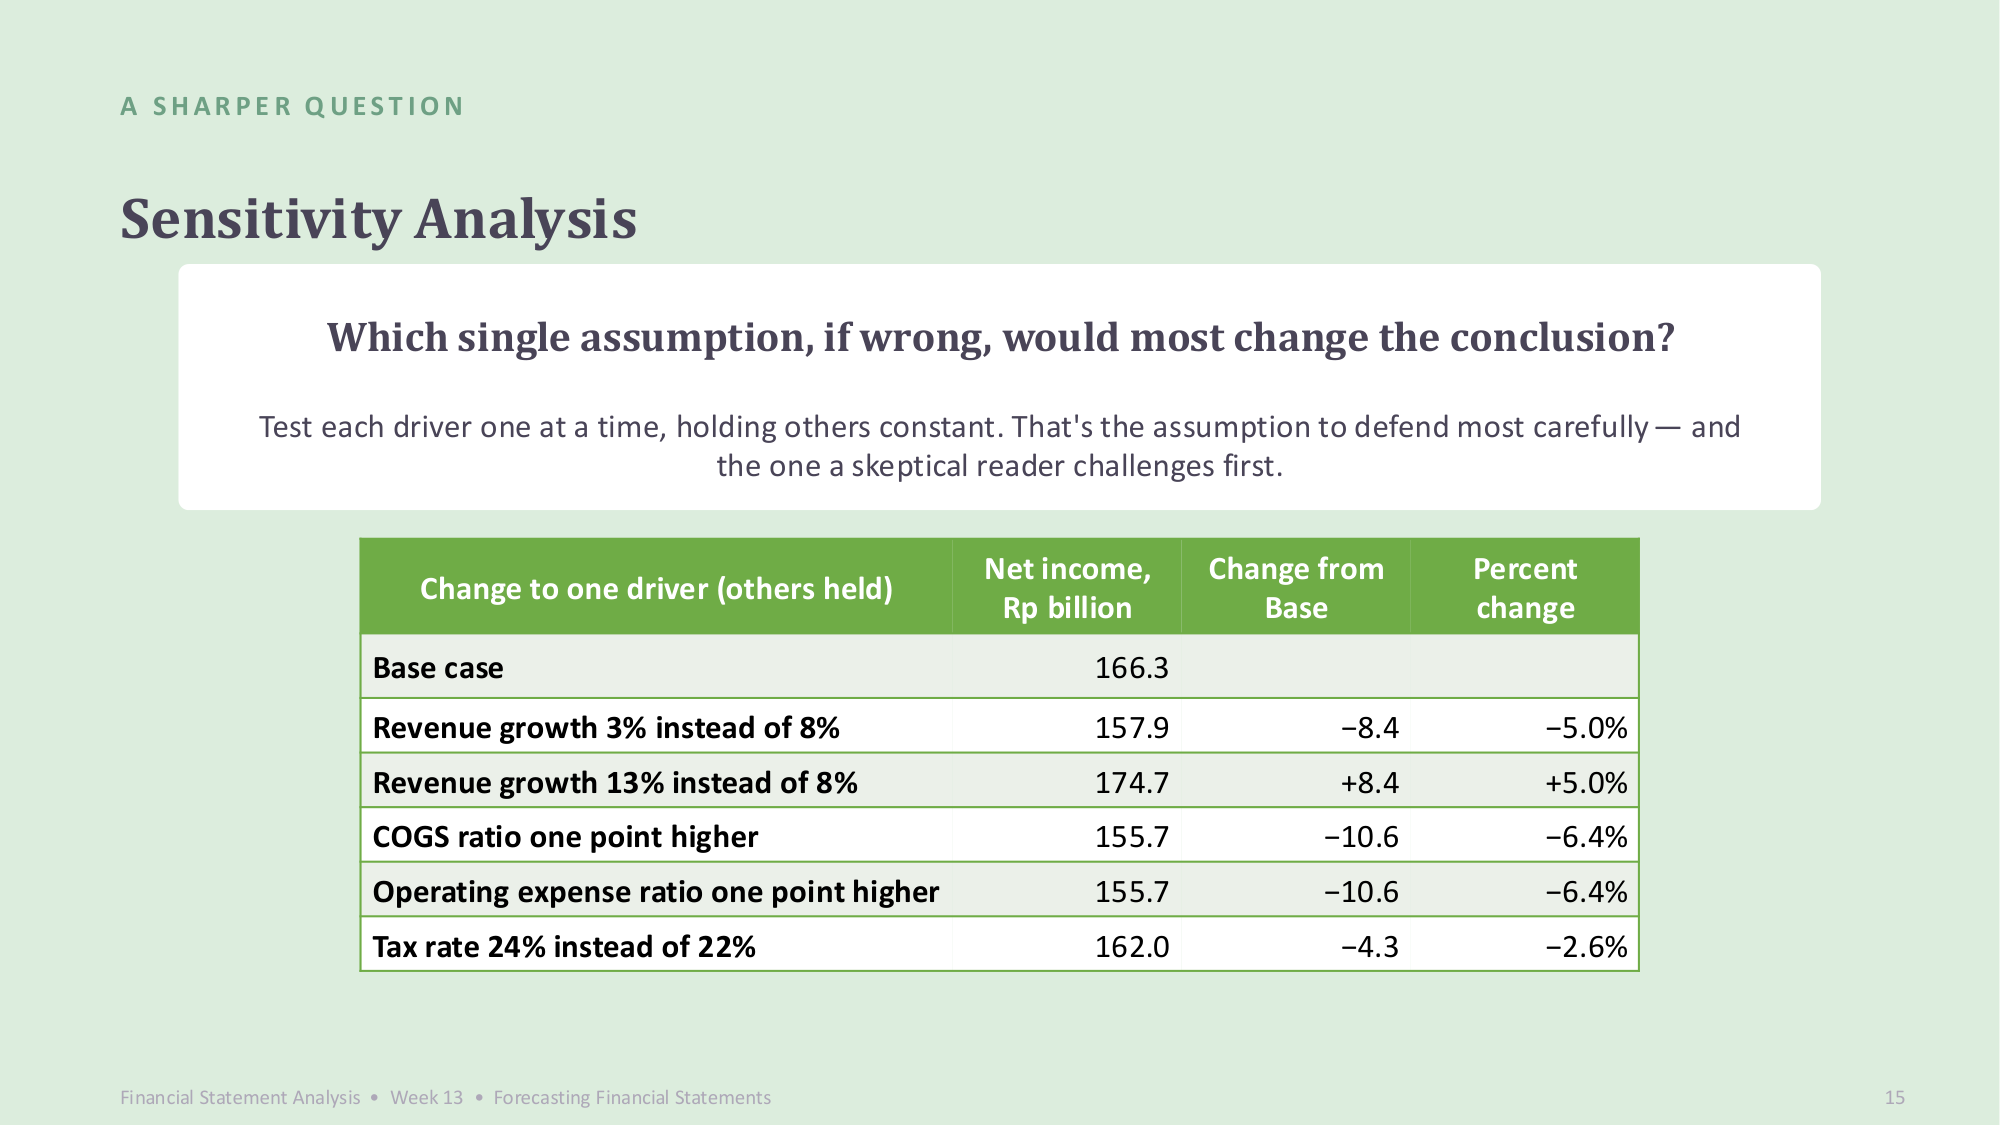 A SHARPER QUESTION
Sensitivity Analysis
Which single assumption, if wrong, would most change the conclusion?
Test each driver one at a time, holding others constant. That's the assumption to defend most carefully — and
the one a skeptical reader challenges first.
Change to one driver (others held) Net income, Rp billion Change from Base Percent change
Base case 166.3
Revenue growth 3% instead of 8% 157.9 −8.4 −5.0%
Revenue growth 13% instead of 8% 174.7 +8.4 +5.0%
COGS ratio one point higher 155.7 −10.6 −6.4%
Operating expense ratio one point higher 155.7 −10.6 −6.4%
Tax rate 24% instead of 22% 162.0 −4.3 −2.6%
Financial Statement Analysis • Week 13 • Forecasting Financial Statements 15